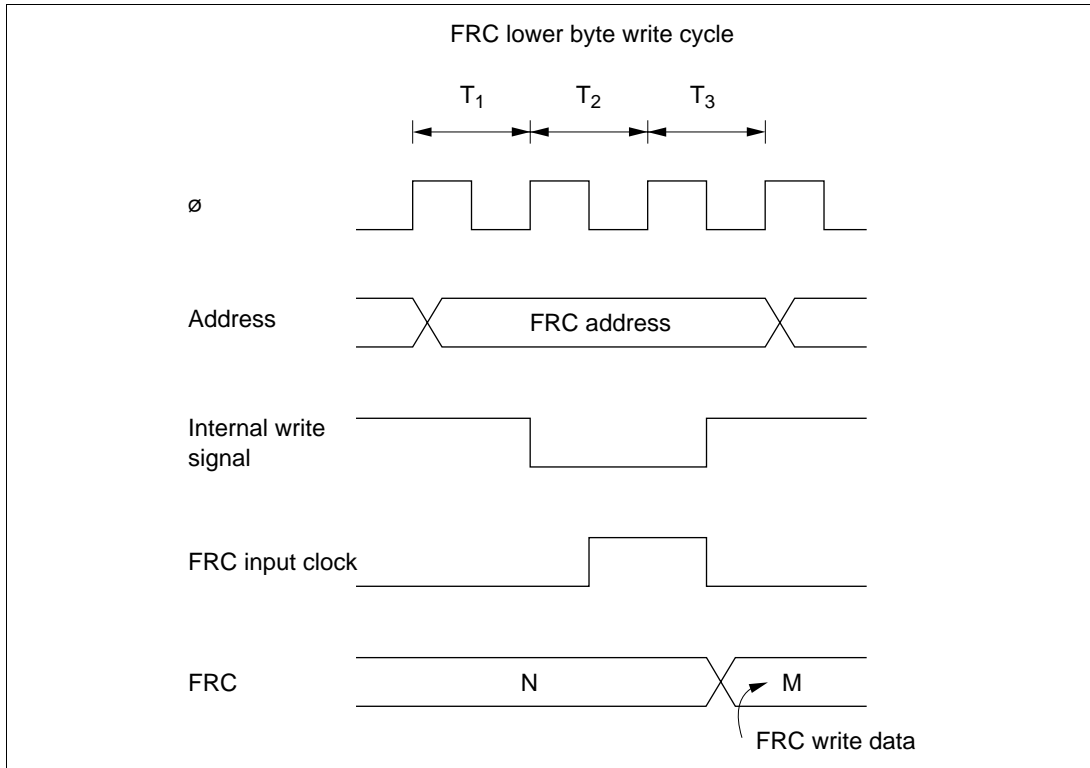 FRC lower byte write cycle
T1 T2 T3
ø
Address
FRC address
Internal write
signal
FRC input clock
FRC
N
M
FRC write data